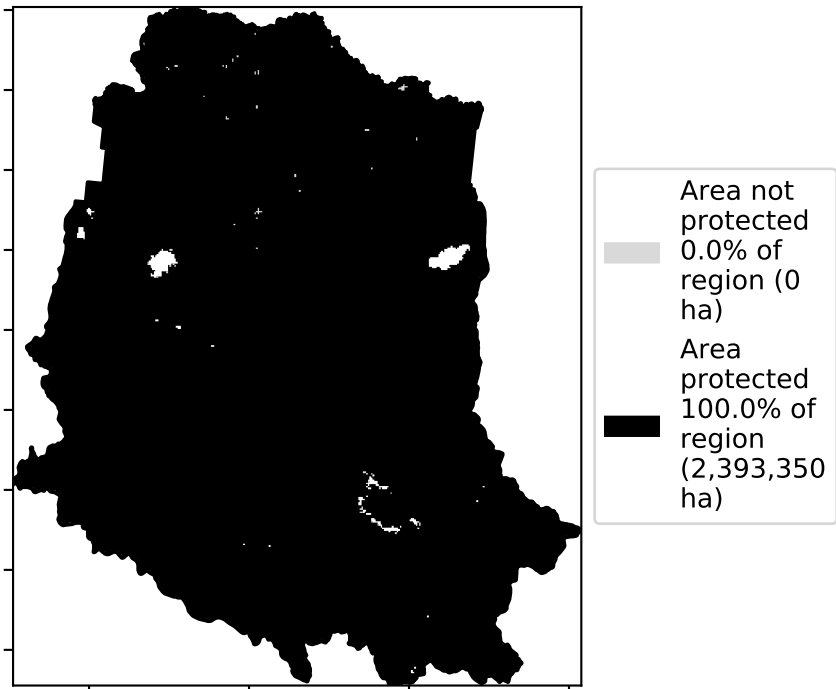 Area not
protected
0.0% of
region (0
ha)
Area
protected
100.0% of
region
(2,393,350
ha)